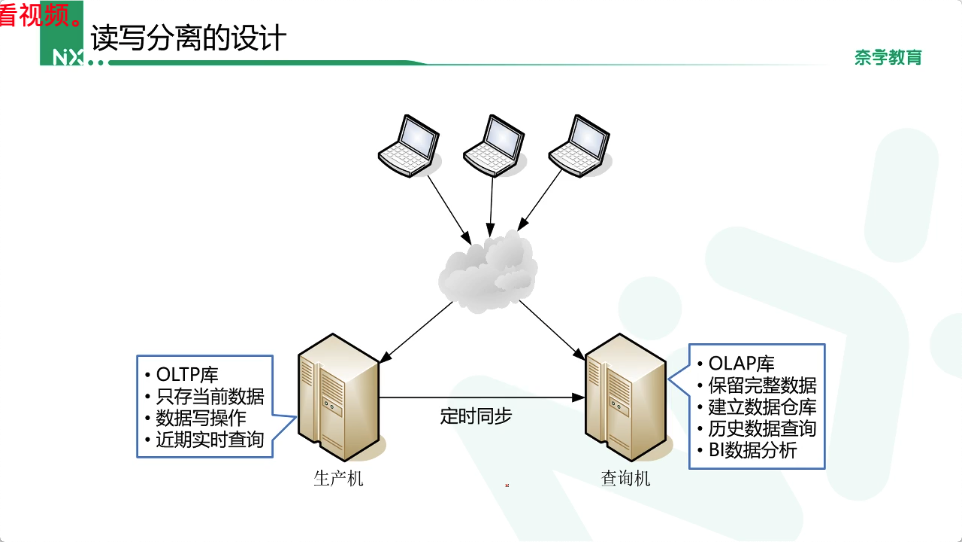 看视频。
读写分离的设计
NX
奈学教育
• OLTP库
• 只存当前数据
• 数据写操作
• 近期实时查询
• OLAP库
• 保留完整数据
• 建立数据仓库
• 历史数据查询
• BI数据分析
定时同步
生产机
查询机